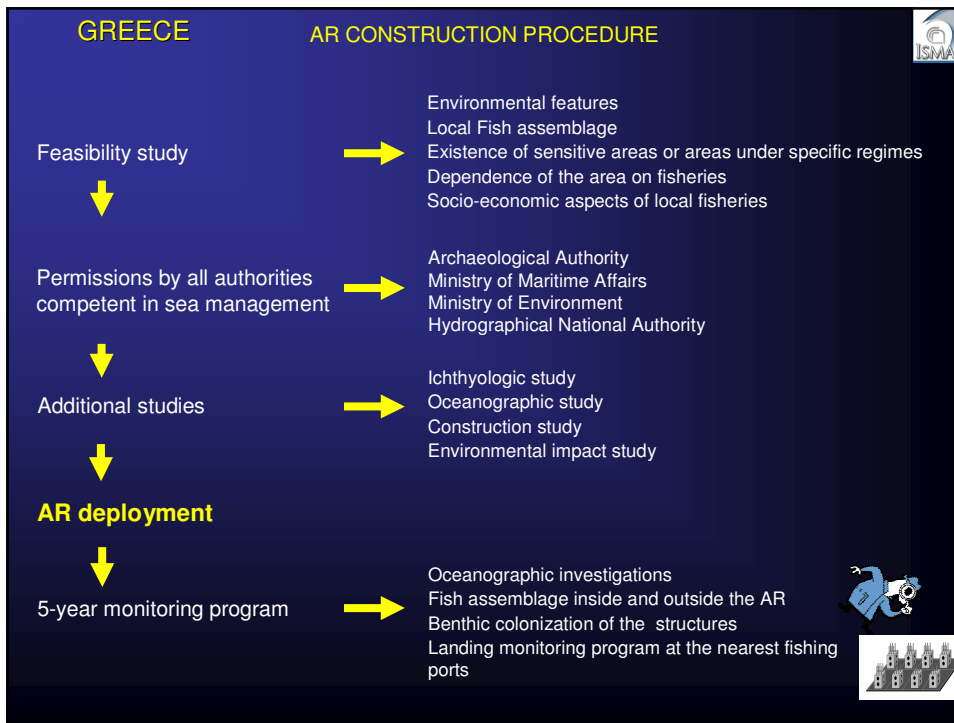 GREECE
AR CONSTRUCTION PROCEDURE
ISMA
Feasibility study
Environmental features
Local Fish assemblage
Existence of sensitive areas or areas under specific regimes
Dependence of the area on fisheries
Socio-economic aspects of local fisheries
Permissions by all authorities
competent in sea management
Archaeological Authority
Ministry of Maritime Affairs
Ministry of Environment
Hydrographical National Authority
Additional studies
Ichthyologic study
Oceanographic study
Construction study
Environmental impact study
AR deployment
5-year monitoring program
Oceanographic investigations
Fish assemblage inside and outside the AR
Benthic colonization of the structures
Landing monitoring program at the nearest fishing
ports